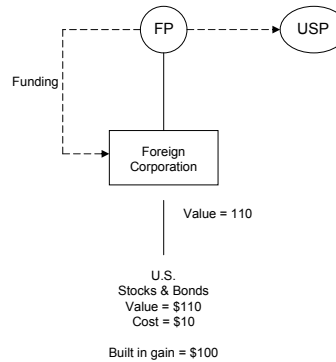 FP
USP
Funding
Foreign
Corporation
Value = 110
U.S.
Stocks & Bonds
Value = $110
Cost = $10
Built in gain = $100